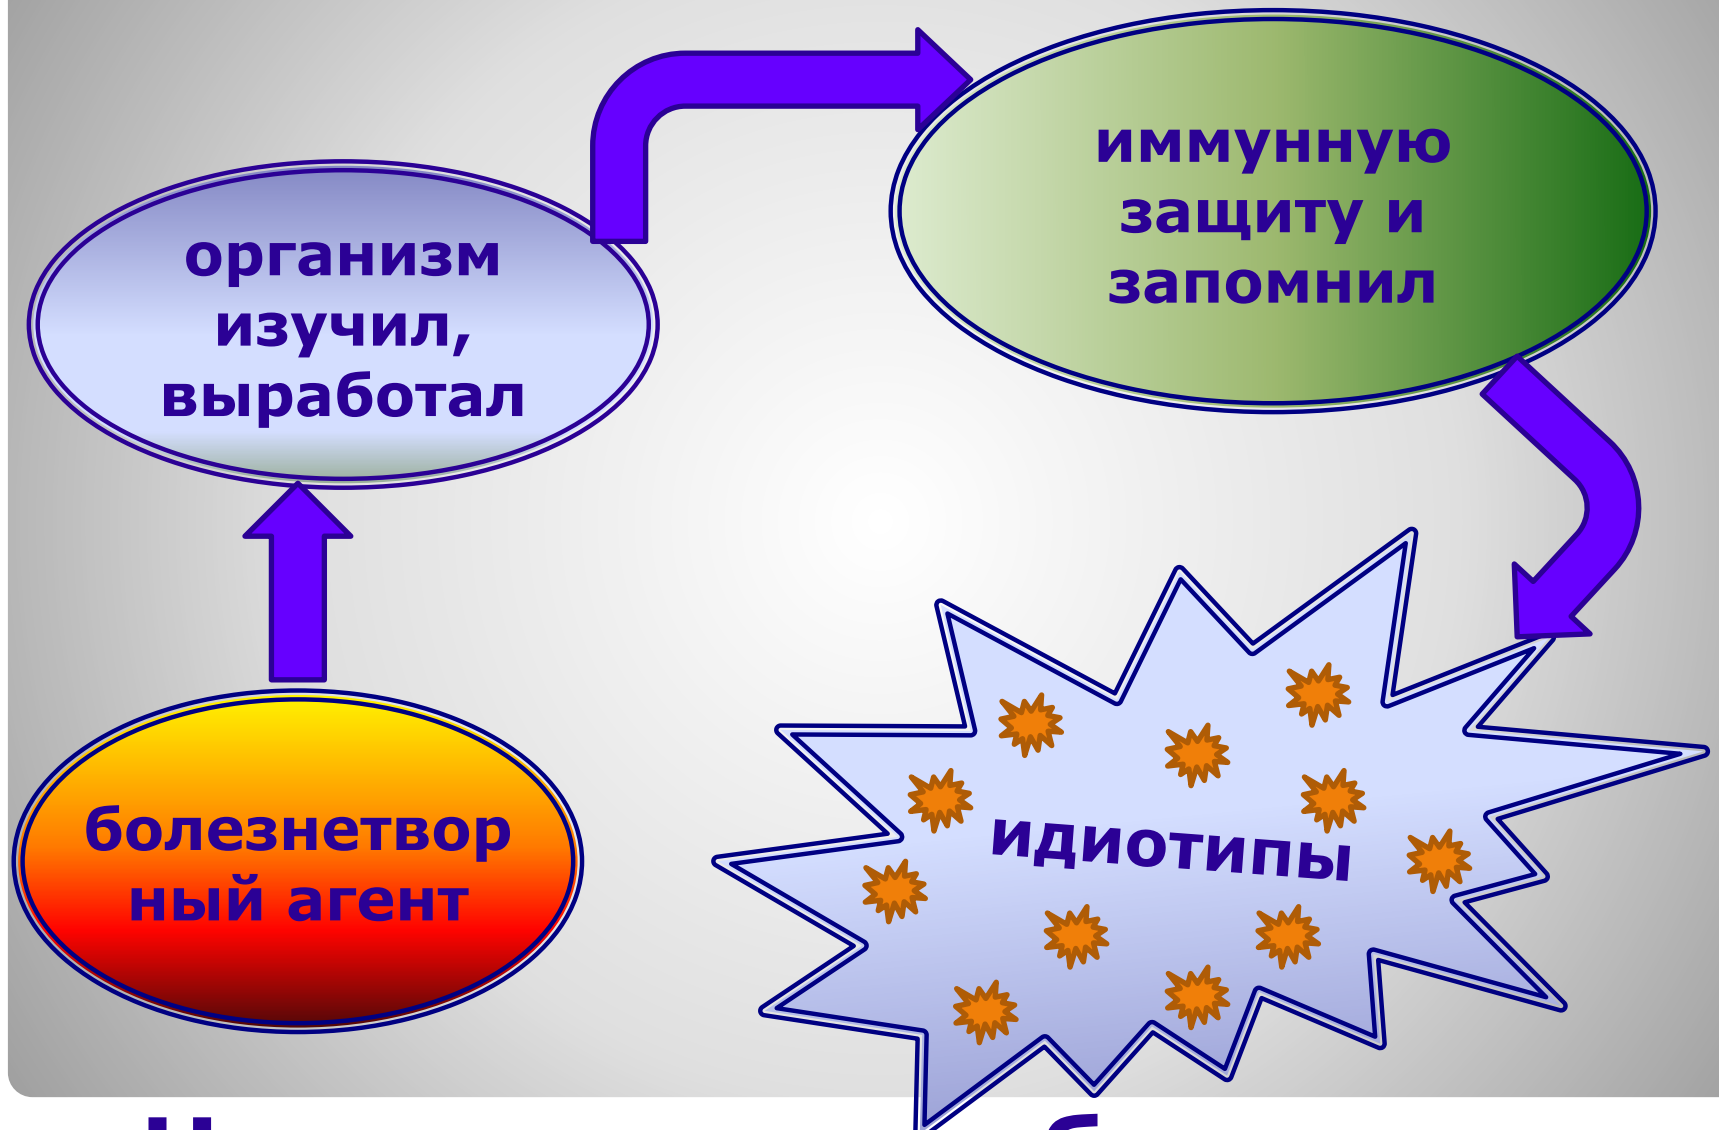 иммунную
защиту и
запомнил
организм
изучил,
выработал
идиотипы
болезнетвор
ный агент